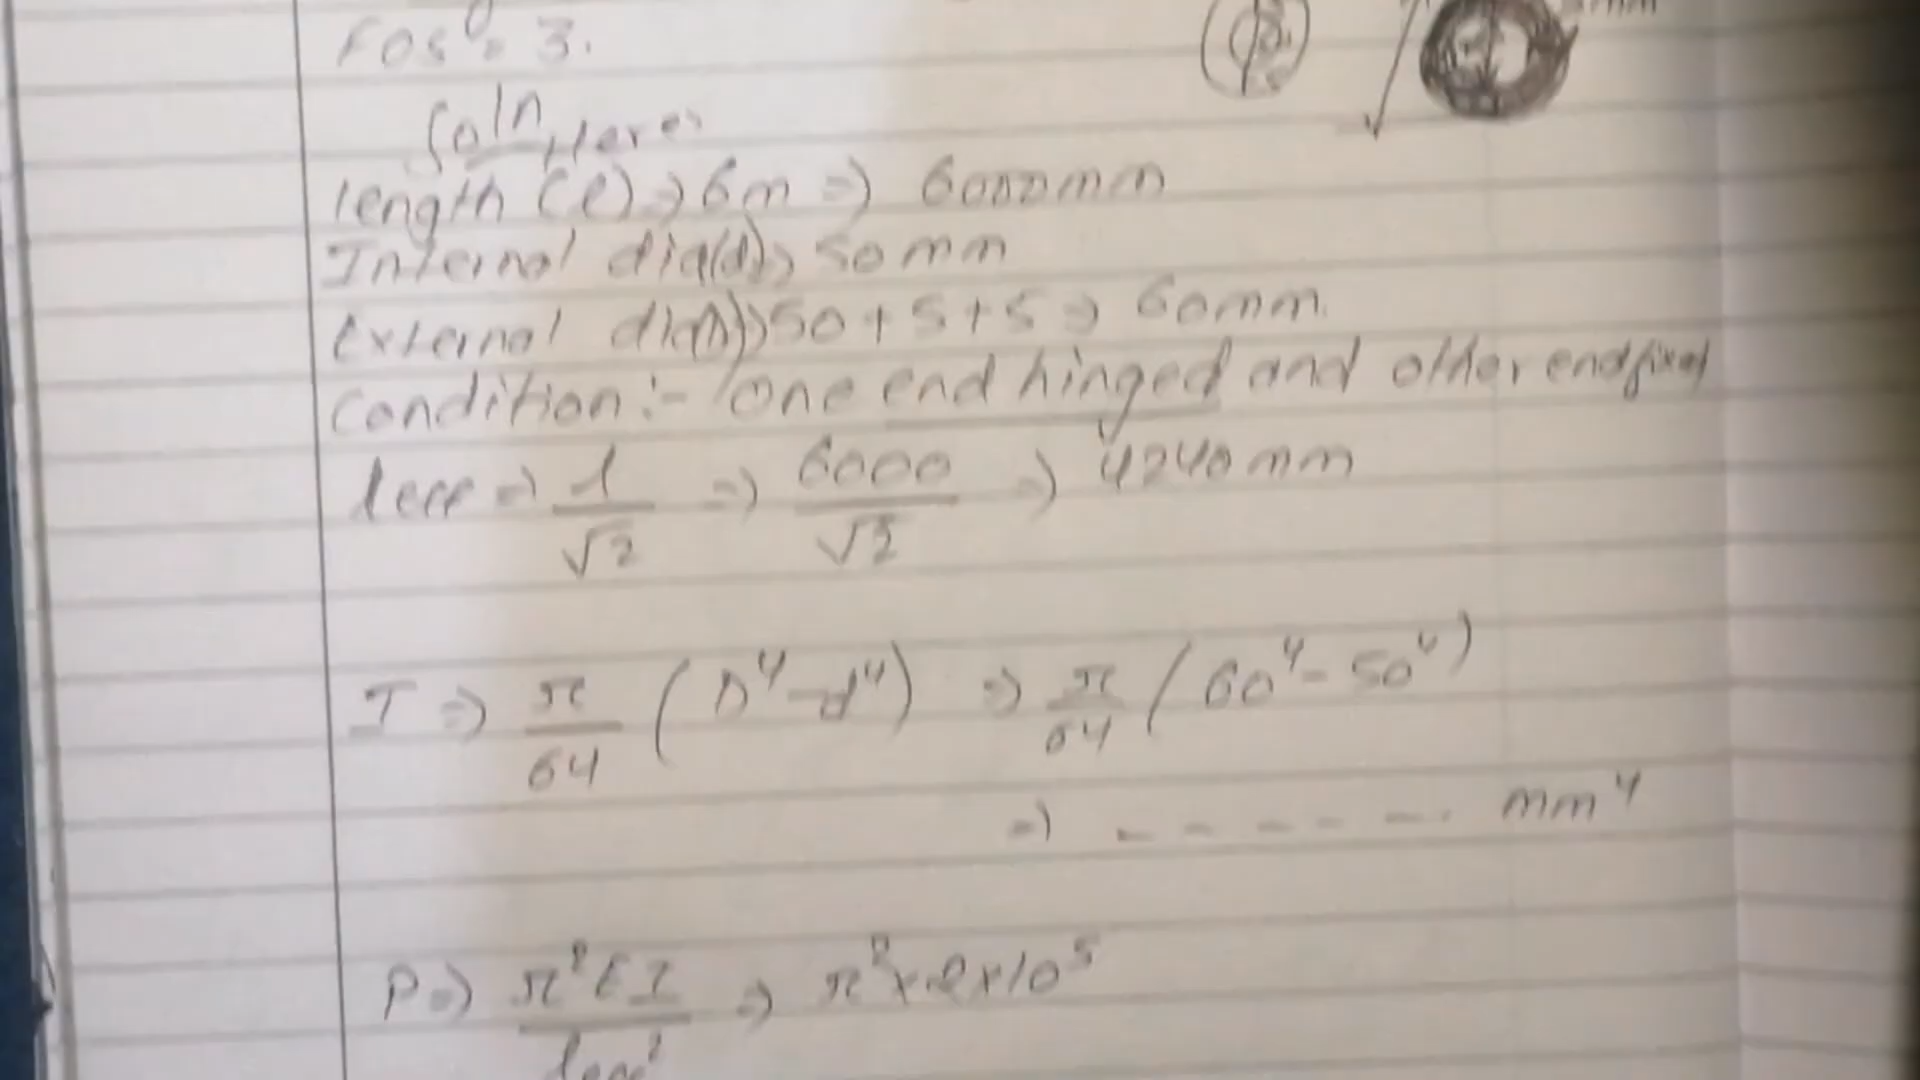 FOS = 3.
Soln, Here,
length (l) => 6m => 6000mm
Internal dia(d) => 50mm
External dia(D) => 50+5+5 => 60mm.
Condition:- One end hinged and other end fixed
leff => l/√2 => 6000/√2 => 4240mm
I => π/64 (D⁴-d⁴) => π/64 (60⁴-50⁴)
=> - - - - - mm⁴
P => π²EI/leff² => π²×2×10⁵